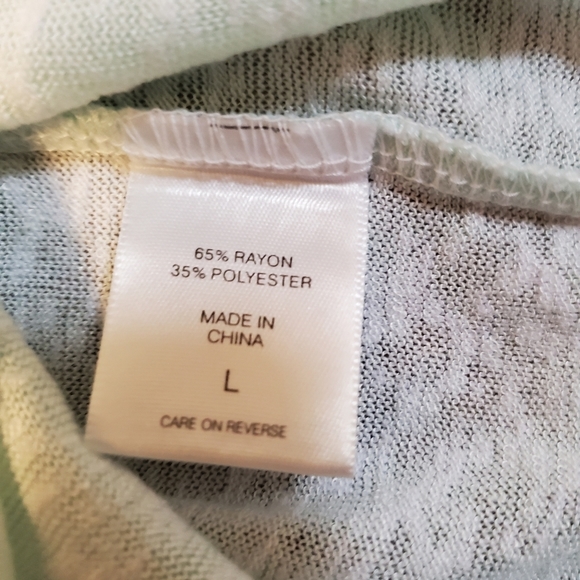 65% RAYON
35% POLYESTER
MADE IN
CHINA
L
CARE ON REVERSE